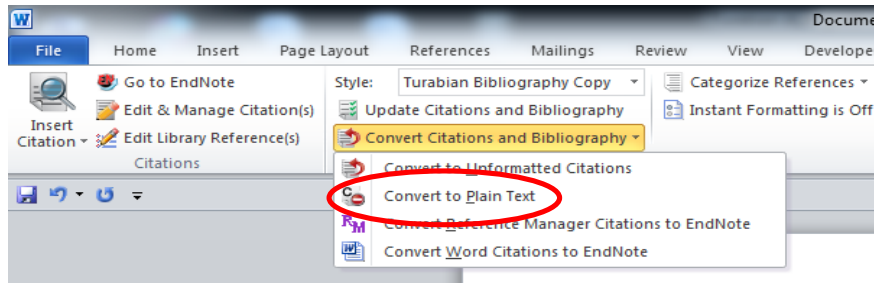 W
Docume
File Home Insert Page Layout References Mailings Review View Develope
Go to EndNote Style: Turabian Bibliography Copy Categorize References
Insert Citation Edit & Manage Citation(s) Update Citations and Bibliography Instant Formatting is Off
Edit Library Reference(s) Convert Citations and Bibliography
Citations
Convert to Unformatted Citations
Convert to Plain Text
Convert Reference Manager Citations to EndNote
Convert Word Citations to EndNote